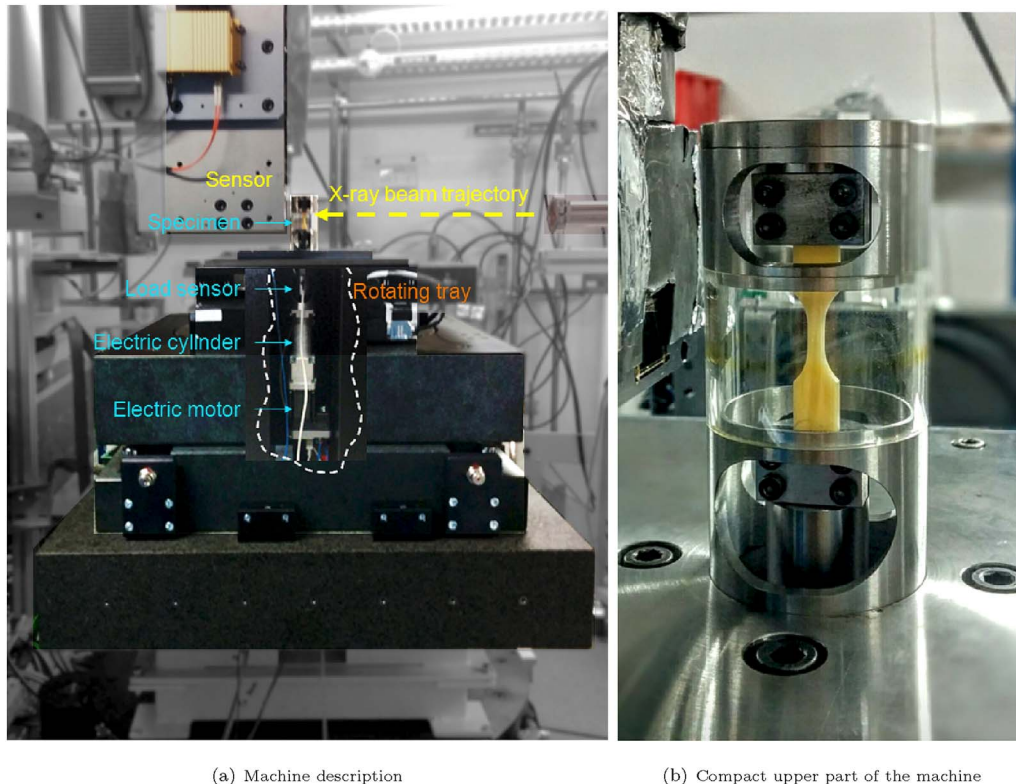 Sensor
X-ray beam trajectory
Specimen
Load sensor
Rotating tray
Electric cylinder
Electric motor
(a) Machine description
(b) Compact upper part of the machine